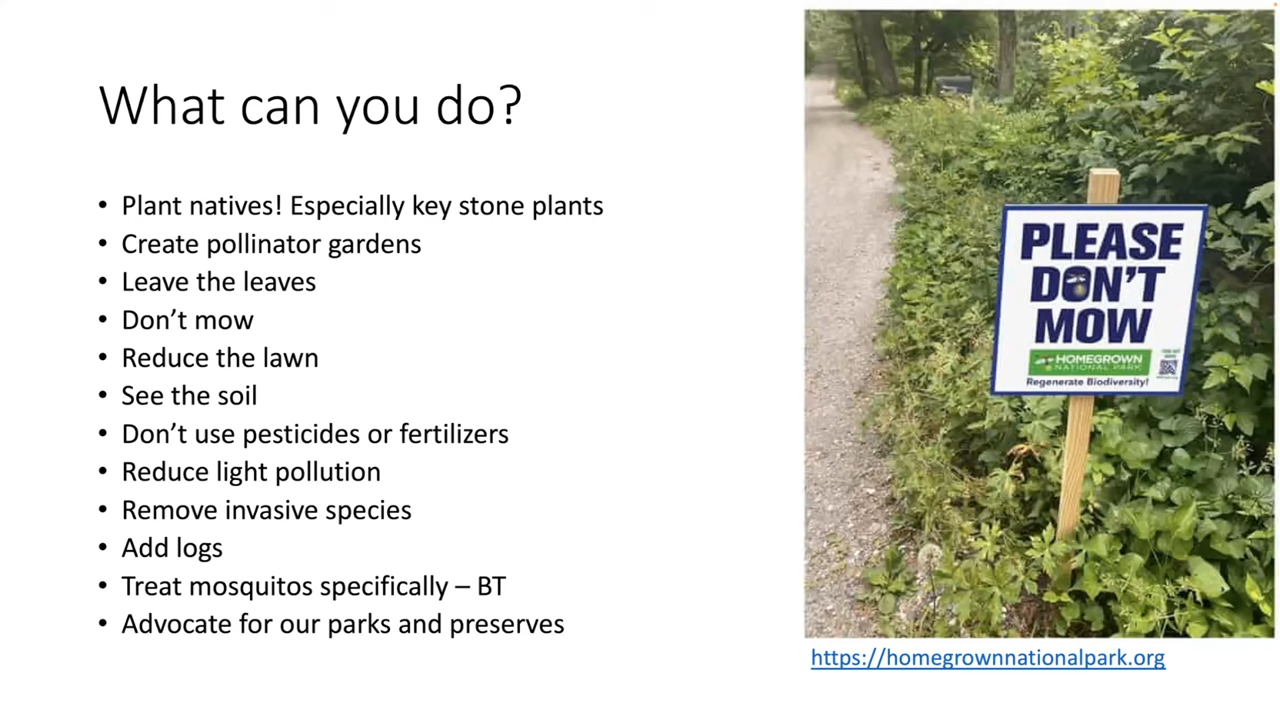 What can you do?
• Plant natives! Especially key stone plants
• Create pollinator gardens
• Leave the leaves
• Don’t mow
• Reduce the lawn
• See the soil
• Don’t use pesticides or fertilizers
• Reduce light pollution
• Remove invasive species
• Add logs
• Treat mosquitos specifically – BT
• Advocate for our parks and preserves
PLEASE
DON'T
MOW
HOMEGROWN
NATIONAL PARK
Regenerate Biodiversity!
https://homegrownnationalpark.org